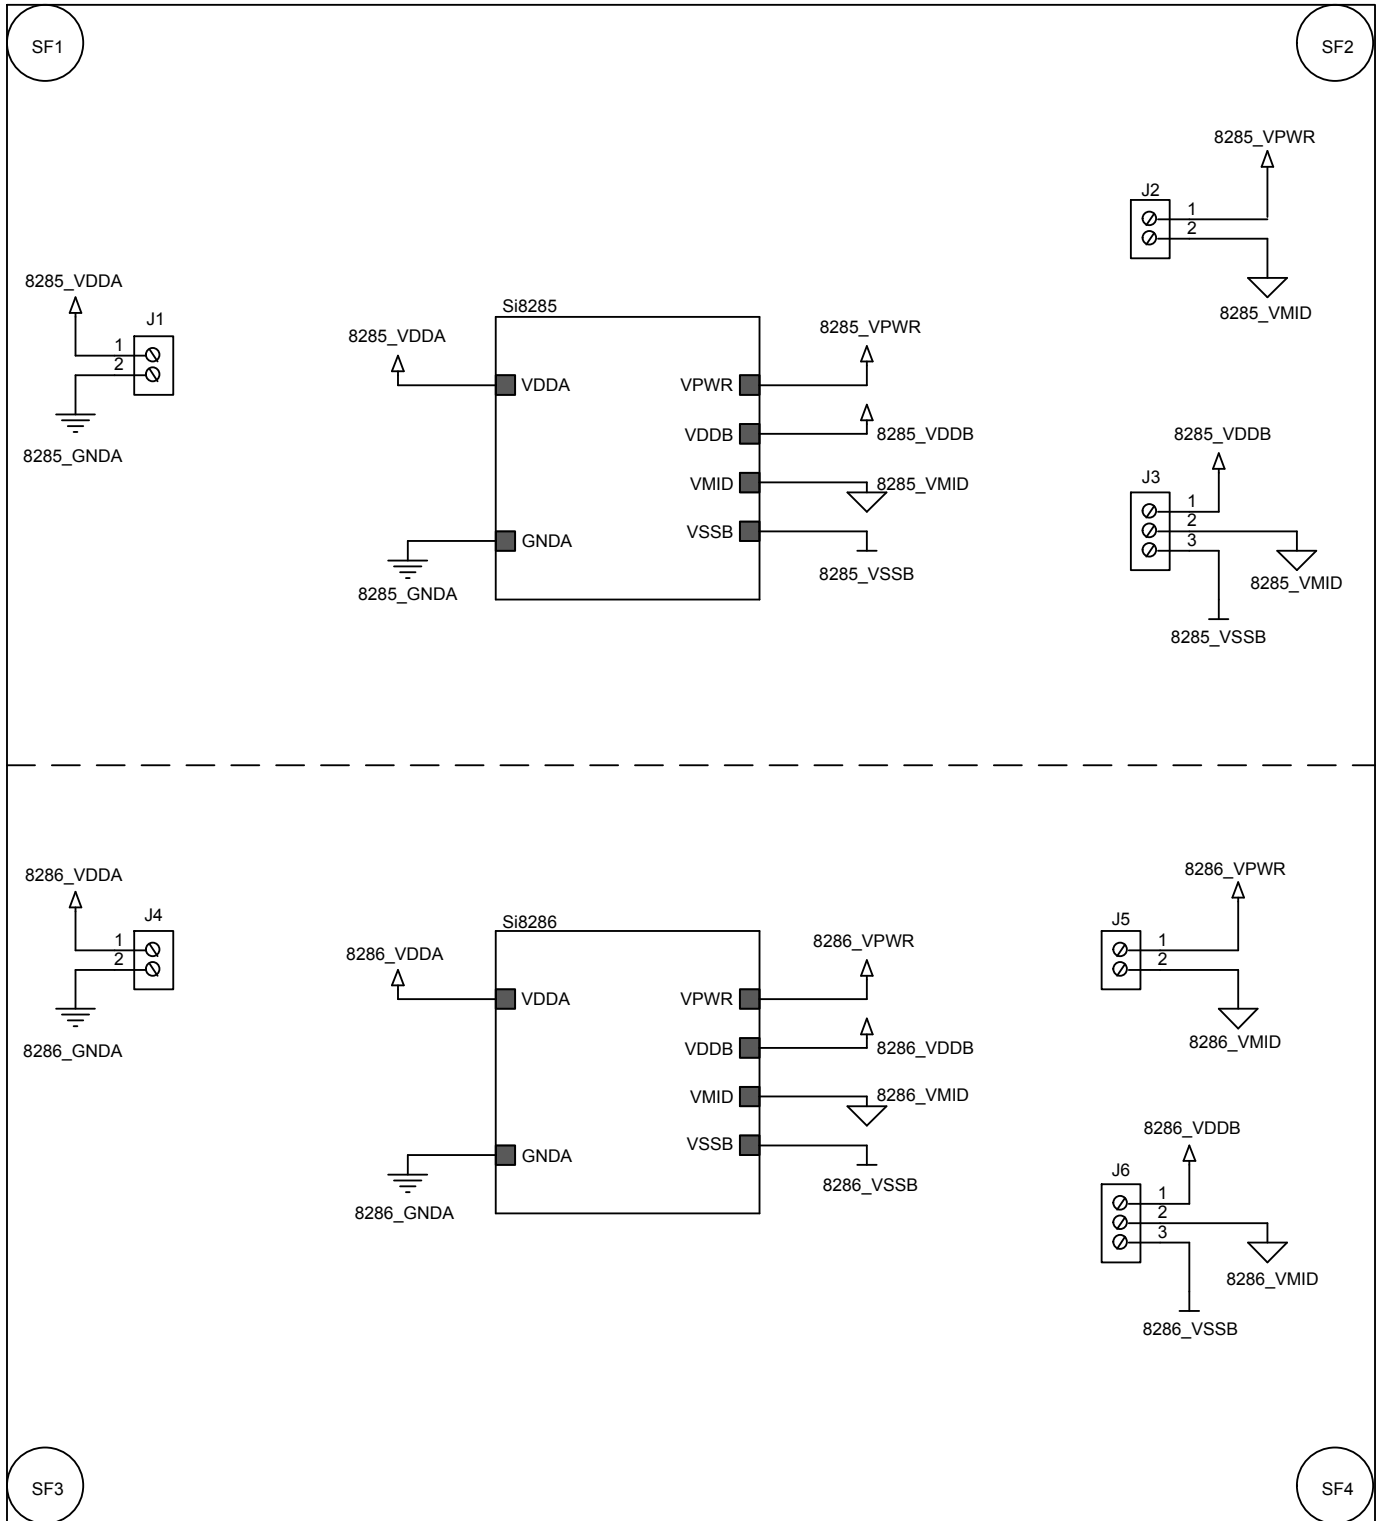 SF1
SF2
8285_VPWR
J2
1
2
8285_VMID
8285_VDDA
J1
1
2
8285_GNDA
Si8285
8285_VDDA
VDDA
GNDA
8285_GNDA
VPWR
VDDB
VMID
VSSB
8285_VPWR
8285_VDDB
8285_VMID
8285_VSSB
8285_VDDB
J3
1
2
3
8285_VMID
8285_VSSB
8286_VDDA
J4
1
2
8286_GNDA
Si8286
8286_VDDA
VDDA
GNDA
8286_GNDA
VPWR
VDDB
VMID
VSSB
8286_VPWR
8286_VDDB
8286_VMID
8286_VSSB
8286_VPWR
J5
1
2
8286_VMID
8286_VDDB
J6
1
2
3
8286_VMID
8286_VSSB
SF3
SF4